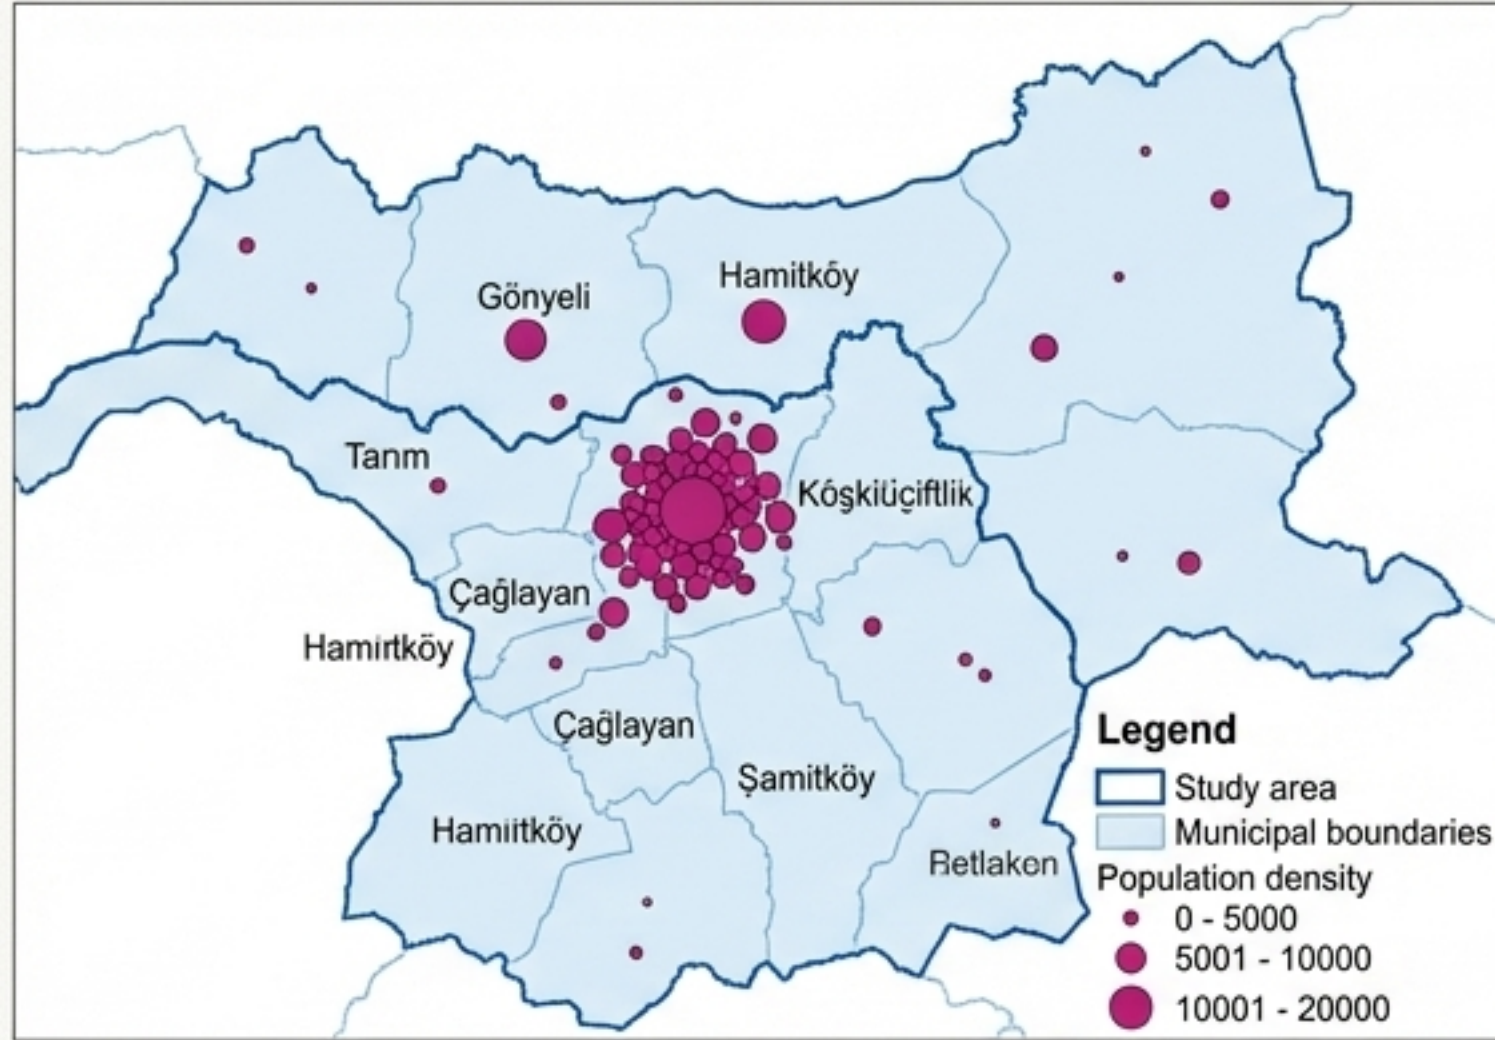 Hamitköy
Gönyeli
Tanm
Köşkilüçiftlik
Çağlayan
Hamirtköy
Çağlayan
Şamitköy
Hamiitköy
Retlaken
Legend
Study area
Municipal boundaries
Population density
0 - 5000
5001 - 10000
10001 - 20000